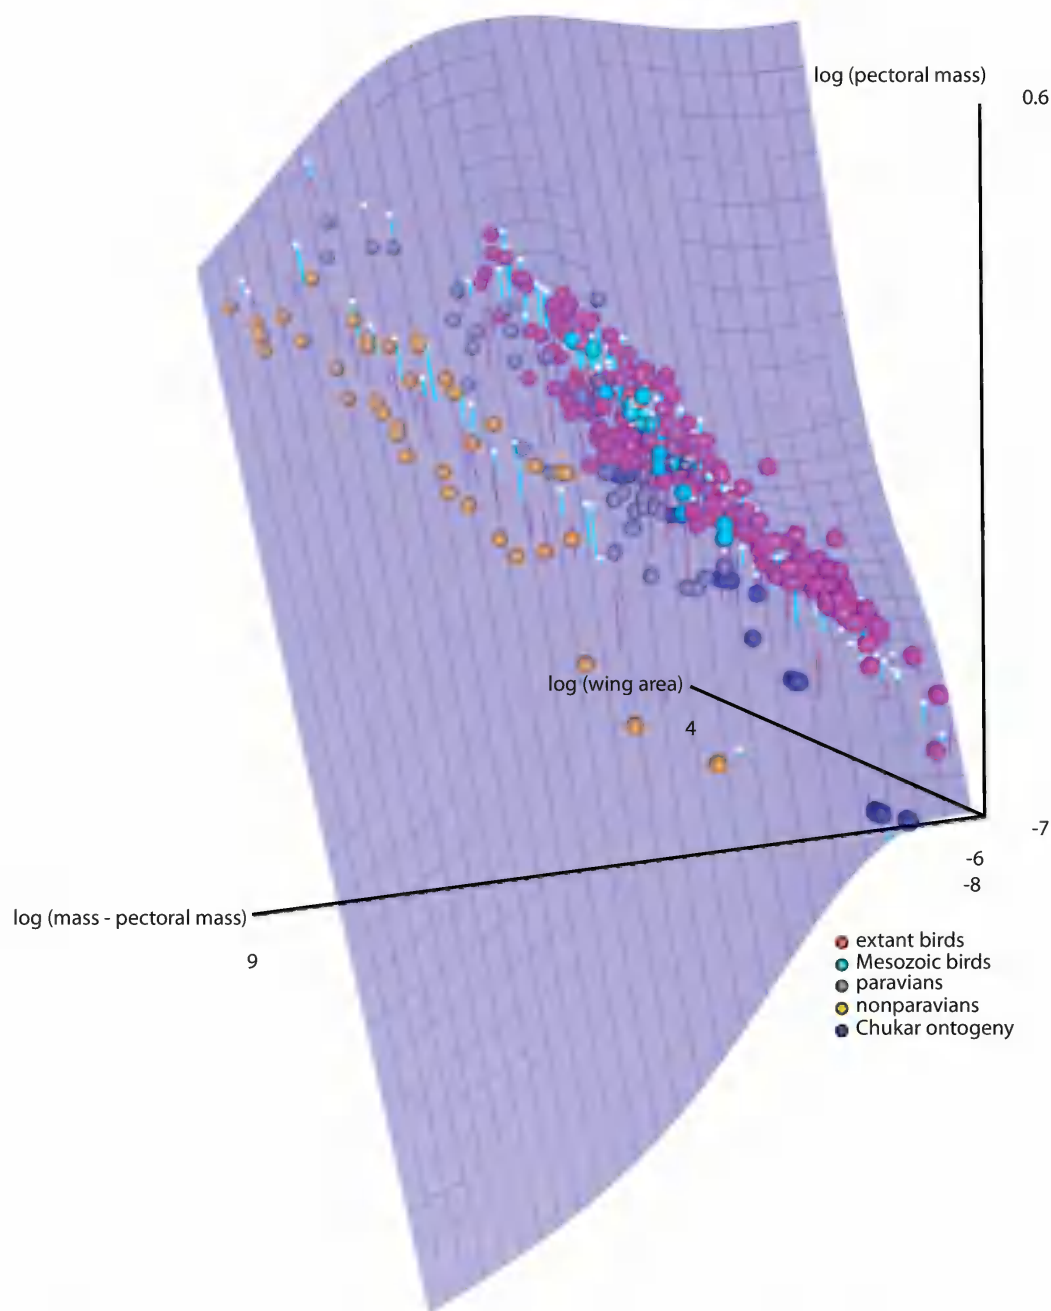 log (pectoral mass)
0.6
log (wing area)
4
-7
-6
-8
log (mass - pectoral mass)
9
extant birds
Mesozoic birds
paravians
nonparavians
Chukar ontogeny